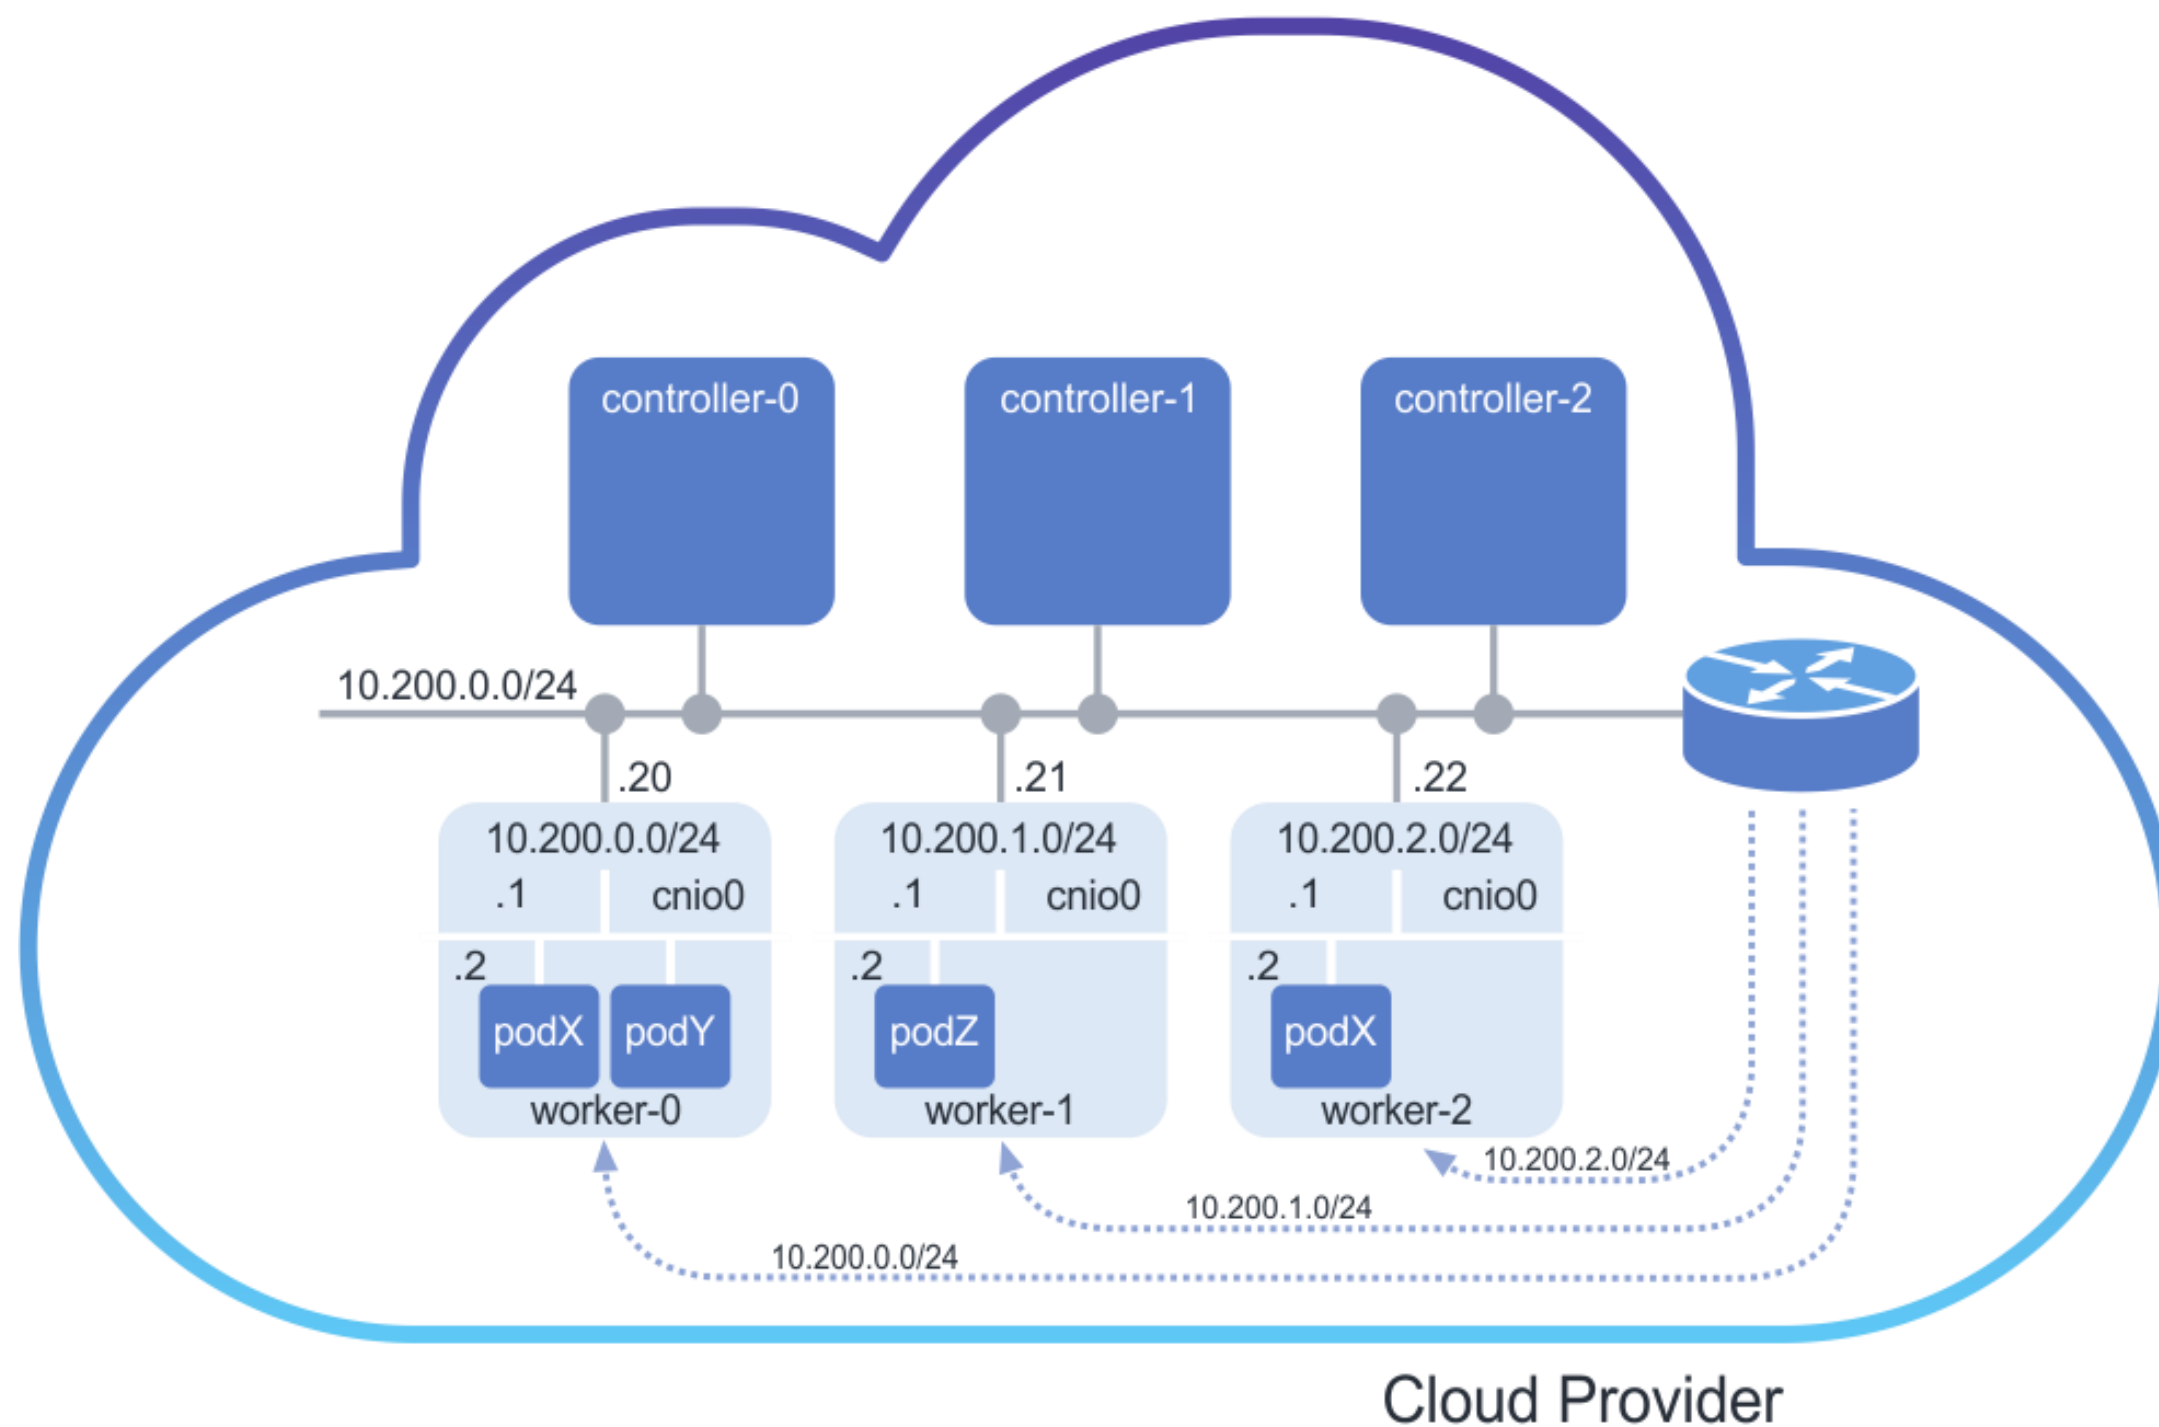 controller-0
controller-1
controller-2
10.200.0.0/24
.20
.21
.22
10.200.0.0/24
10.200.1.0/24
10.200.2.0/24
.1
cnio0
.1
cnio0
.1
cnio0
.2
.2
.2
podX
podY
podZ
podX
worker-0
worker-1
worker-2
10.200.2.0/24
10.200.1.0/24
10.200.0.0/24
Cloud Provider